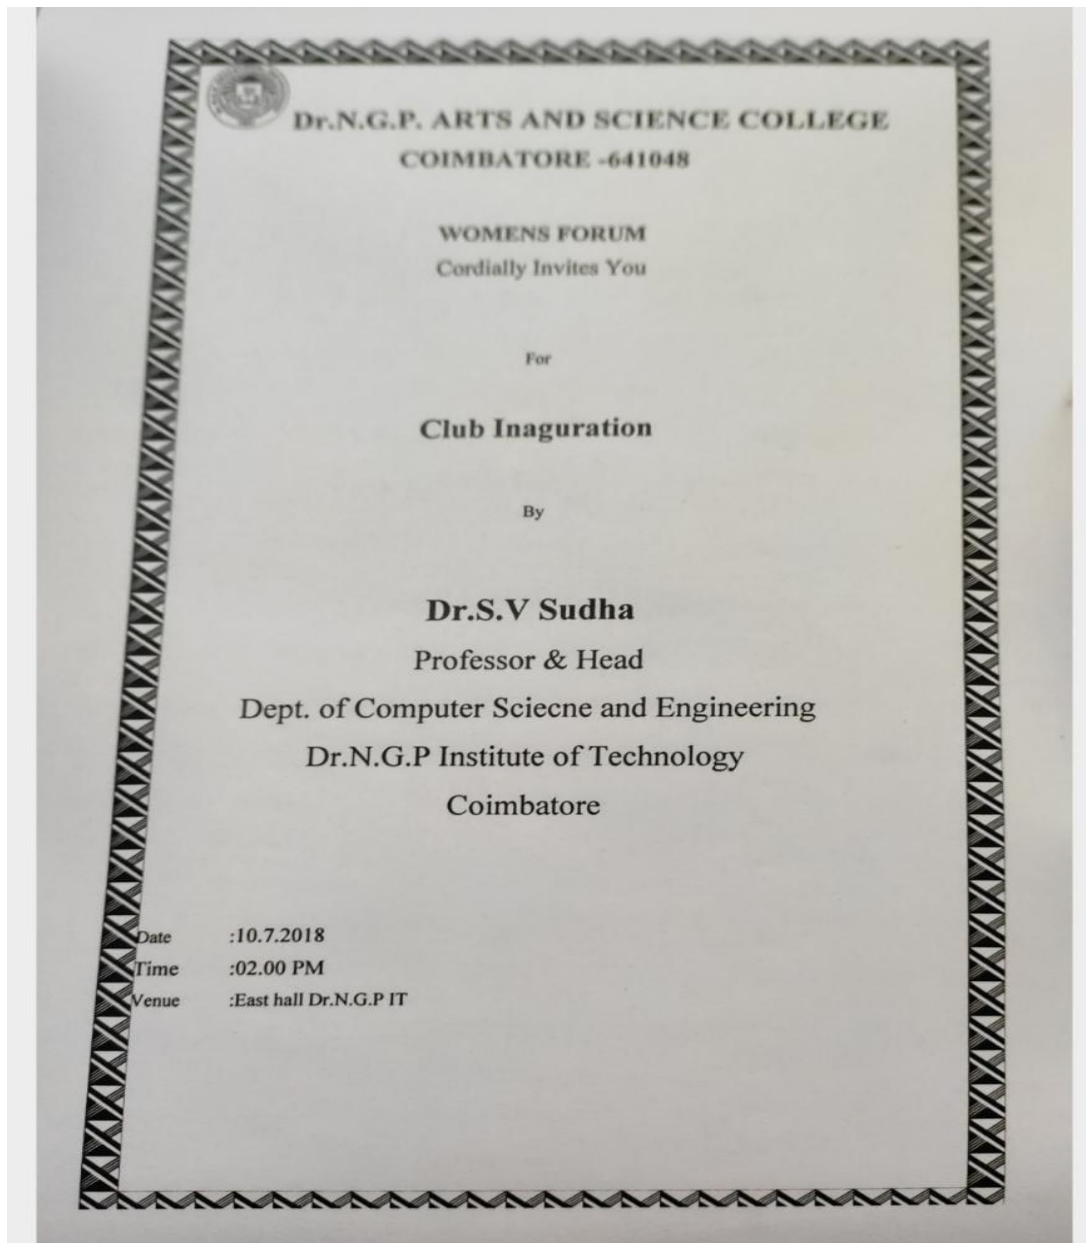 Dr.N.G.P. ARTS AND SCIENCE COLLEGE
COIMBATORE -641048
WOMENS FORUM
Cordially Invites You
For
Club Inaguration
By
Dr.S.V Sudha
Professor & Head
Dept. of Computer Sciecne and Engineering
Dr.N.G.P Institute of Technology
Coimbatore
Date :10.7.2018
Time :02.00 PM
Venue :East hall Dr.N.G.P IT